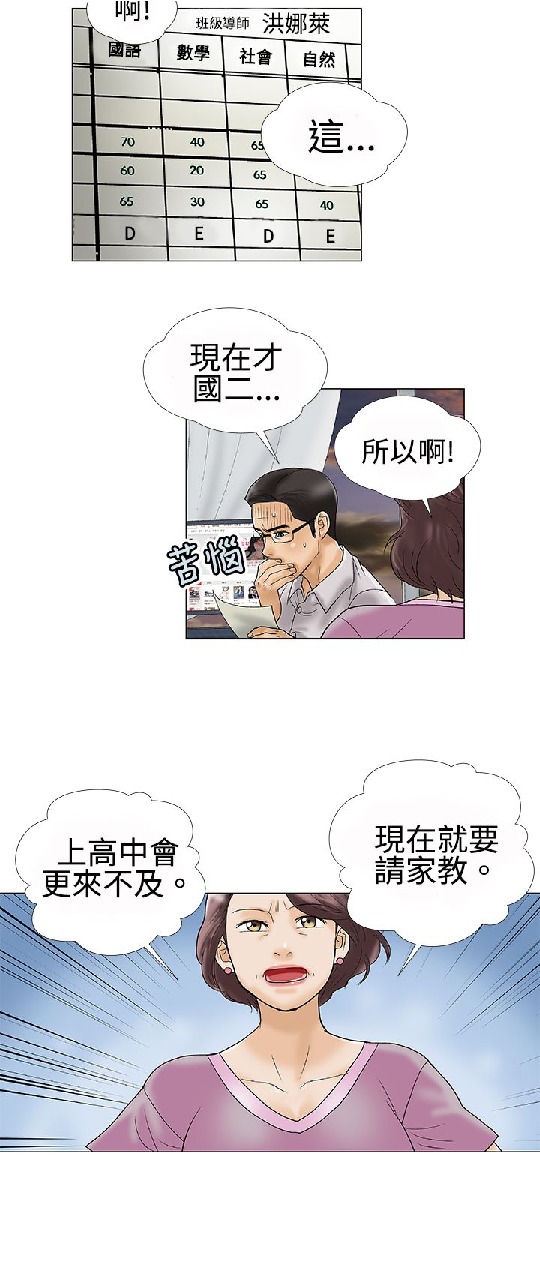 啊!
班級導師 洪娜萊
國語 數學 社會 自然
這...
70 40 65
60 20 65
65 30 65 40
D E D E
現在才
國二...
所以啊!
苦惱
上高中會
更來不及。
現在就要
請家教。